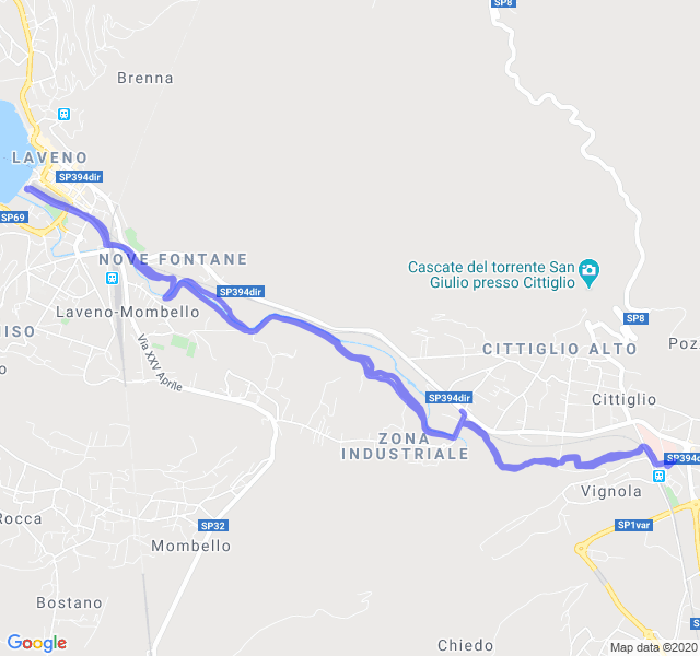 SP8
Brenna
LAVENO
SP394dir
SP69
NOVE FONTANE
Cascate del torrente San
Giulio presso Cittiglio
SP394dir
Laveno-Mombello
SP8
ISO
CITTIGLIO ALTO
Poz
o
Via XXV Aprile
SP394dir
Cittiglio
ZONA
INDUSTRIALE
SP394d
Vignola
Rocca
SP32
SP1var
Mombello
Bostano
SP
Chiedo
Google
Map data ©2020